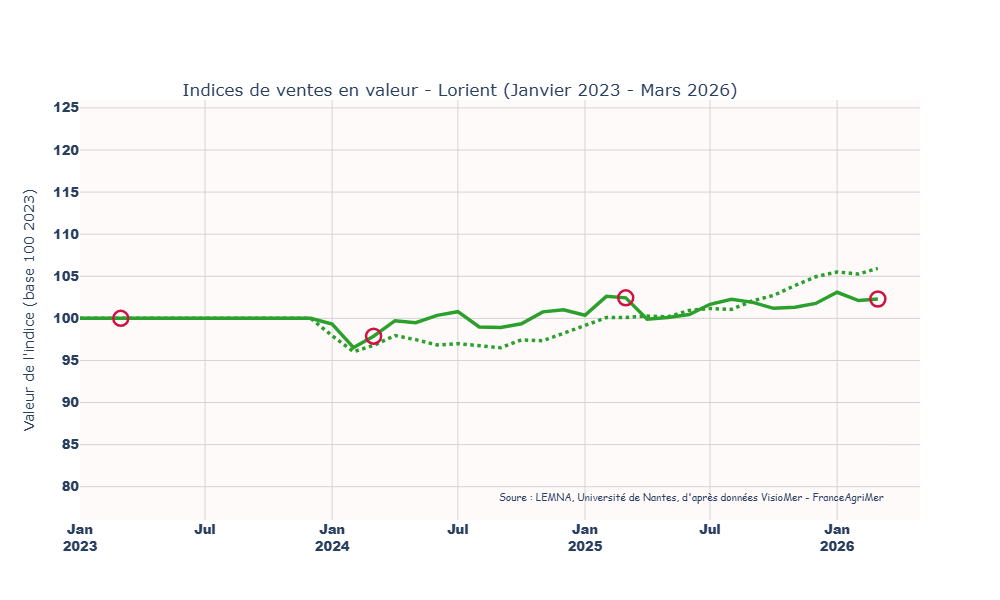 Indices de ventes en valeur - Lorient (Janvier 2023 - Mars 2026)
Valeur de l'indice (base 100 2023)
125
120
115
110
105
100
95
90
85
80
Soure : LEMNA, Université de Nantes, d'après données VisioMer - FranceAgriMer
Jan Jul Jan Jul Jan Jul Jan
2023 2024 2025 2026